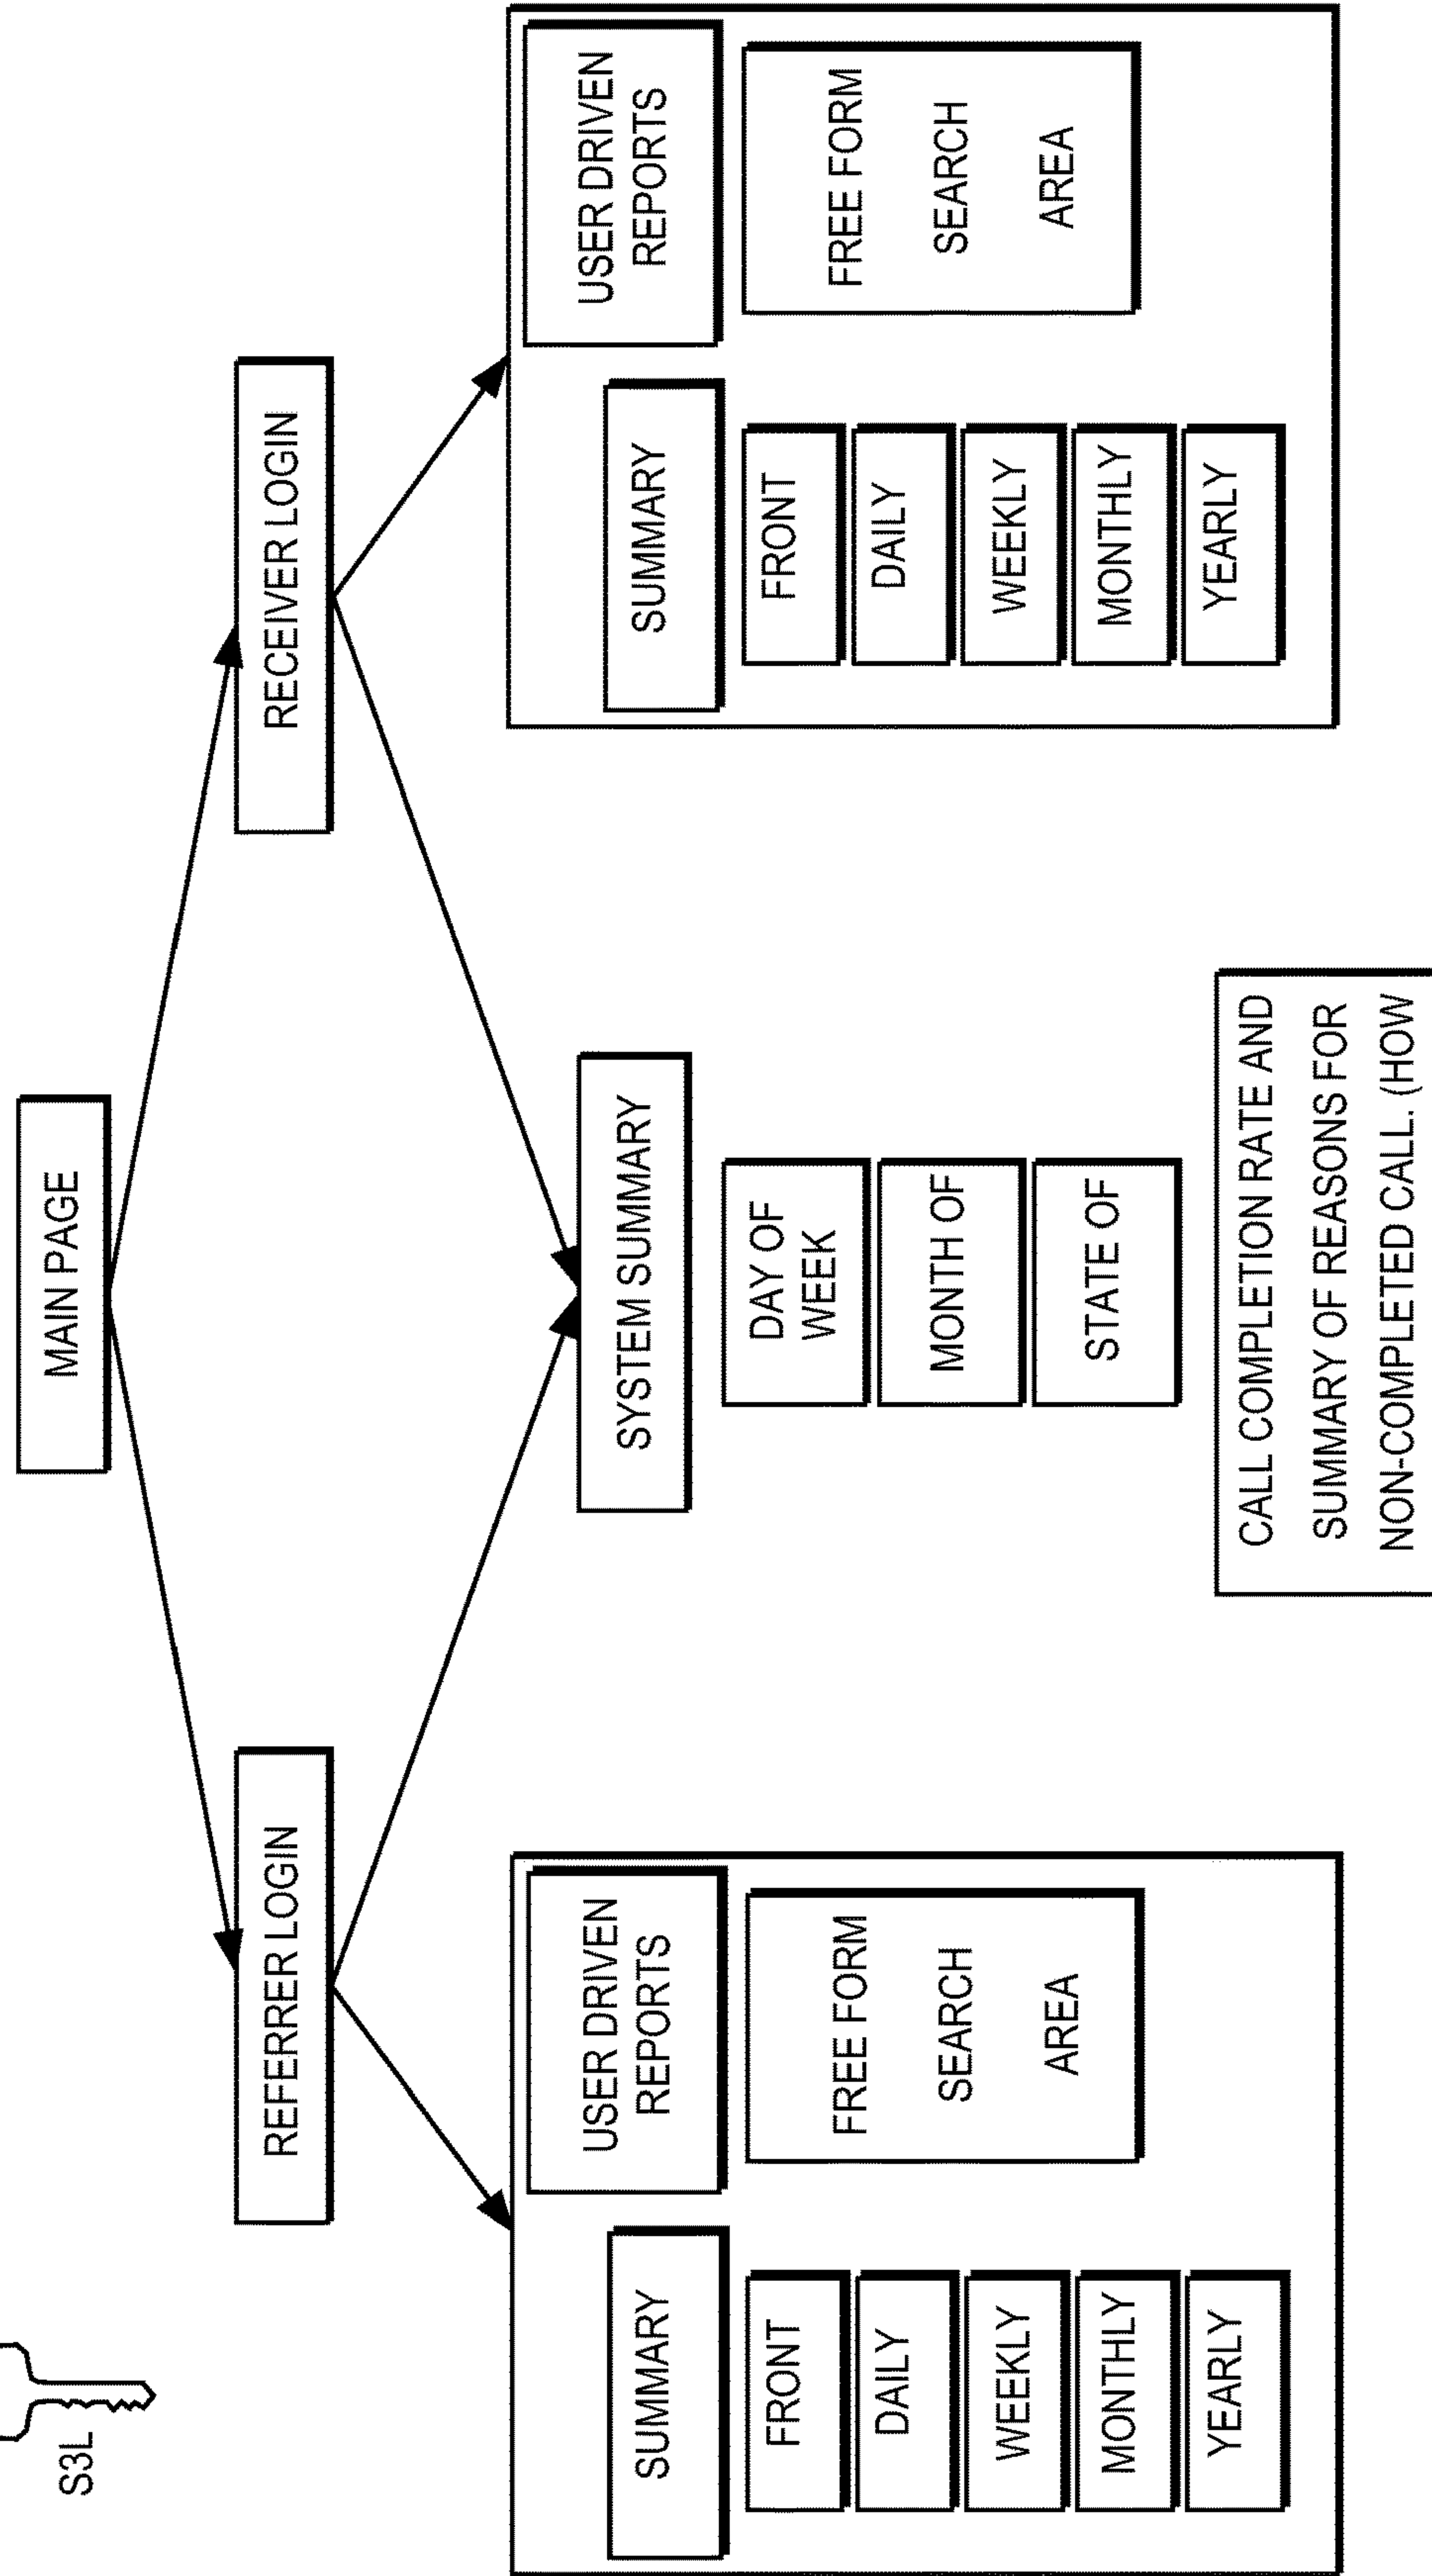 S3L
MAIN PAGE
REFERRER LOGIN
RECEIVER LOGIN
SUMMARY
USER DRIVEN
REPORTS
FRONT
DAILY
WEEKLY
MONTHLY
YEARLY
FREE FORM
SEARCH
AREA
SYSTEM SUMMARY
DAY OF
WEEK
MONTH OF
STATE OF
CALL COMPLETION RATE AND
SUMMARY OF REASONS FOR
NON-COMPLETED CALL. (HOW
SUMMARY
USER DRIVEN
REPORTS
FRONT
DAILY
WEEKLY
MONTHLY
YEARLY
FREE FORM
SEARCH
AREA